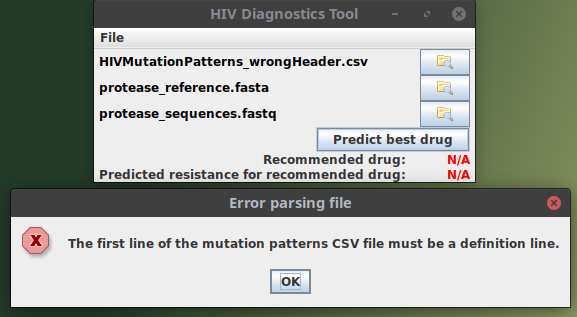 HIV Diagnostics Tool
File
HIVMutationPatterns_wrongHeader.csv
protease_reference.fasta
protease_sequences.fastq
Predict best drug
Recommended drug: N/A
Predicted resistance for recommended drug: N/A
Error parsing file
The first line of the mutation patterns CSV file must be a definition line.
OK